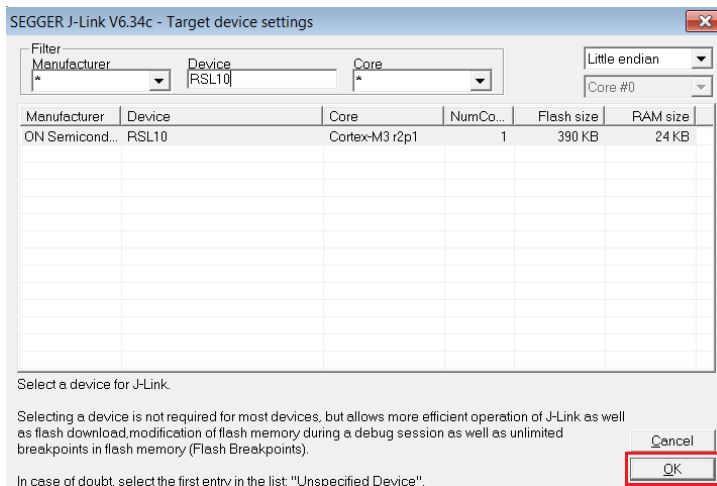 SEGGER J-Link V6.34c - Target device settings
Filter
Manufacturer Device Core
* RSL10 *
Little endian
Core #0
Manufacturer Device Core NumCo... Flash size RAM size
ON Semicond... RSL10 Cortex-M3 r2p1 1 390 KB 24 KB
Select a device for J-Link.
Selecting a device is not required for most devices, but allows more efficient operation of J-Link as well
as flash download,modification of flash memory during a debug session as well as unlimited
breakpoints in flash memory (Flash Breakpoints).
In case of doubt, select the first entry in the list: "Unspecified Device".
Cancel
OK